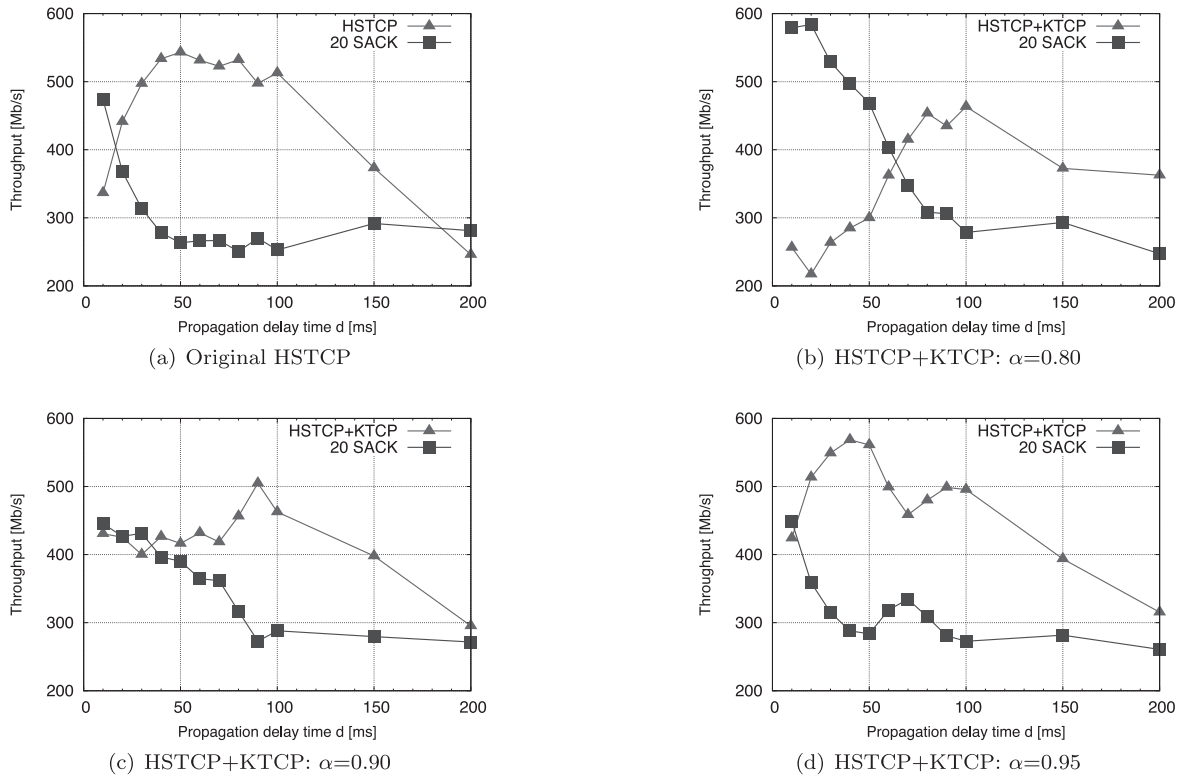 600
500
400
300
200
Throughput [Mb/s]
HSTCP
20 SACK
0 50 100 150 200
Propagation delay time d [ms]
(a) Original HSTCP
600
500
400
300
200
Throughput [Mb/s]
HSTCP+KTCP
20 SACK
0 50 100 150 200
Propagation delay time d [ms]
(b) HSTCP+KTCP: α=0.80
600
500
400
300
200
Throughput [Mb/s]
HSTCP+KTCP
20 SACK
0 50 100 150 200
Propagation delay time d [ms]
(c) HSTCP+KTCP: α=0.90
600
500
400
300
200
Throughput [Mb/s]
HSTCP+KTCP
20 SACK
0 50 100 150 200
Propagation delay time d [ms]
(d) HSTCP+KTCP: α=0.95